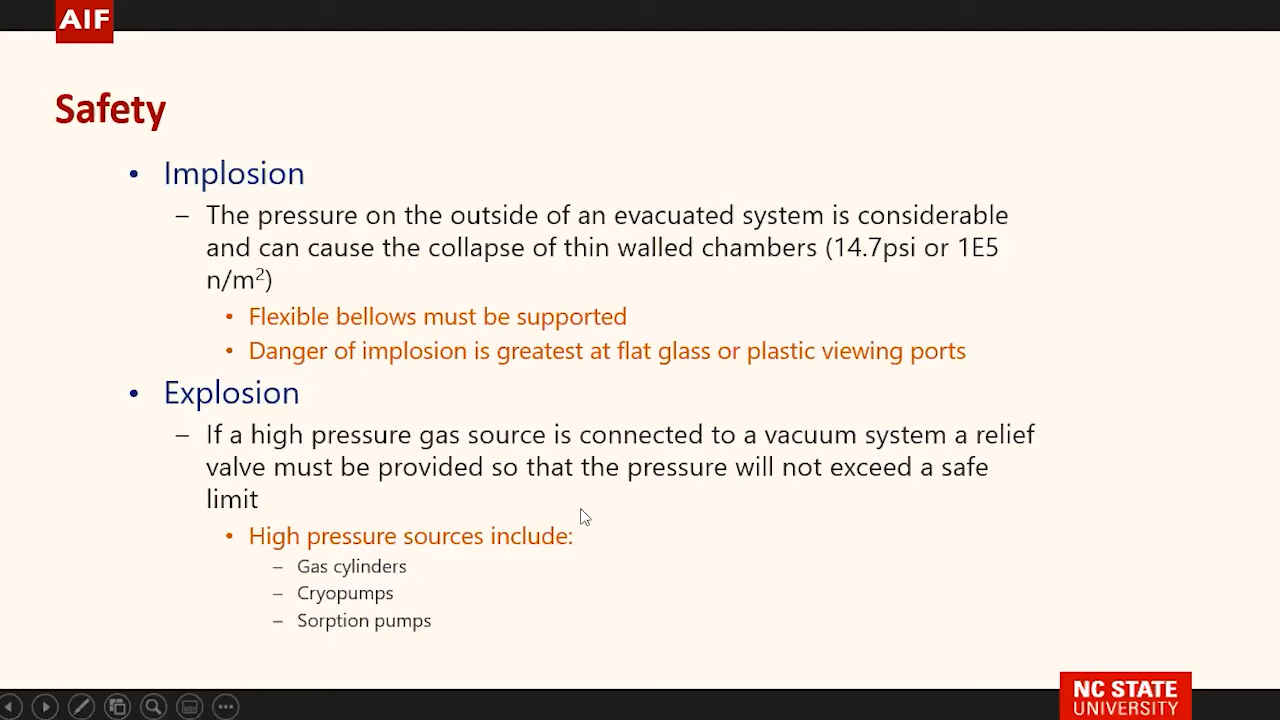 AIF
Safety
• Implosion
– The pressure on the outside of an evacuated system is considerable
and can cause the collapse of thin walled chambers (14.7psi or 1E5
n/m²)
• Flexible bellows must be supported
• Danger of implosion is greatest at flat glass or plastic viewing ports
• Explosion
– If a high pressure gas source is connected to a vacuum system a relief
valve must be provided so that the pressure will not exceed a safe
limit
• High pressure sources include:
– Gas cylinders
– Cryopumps
– Sorption pumps
NC STATE
UNIVERSITY